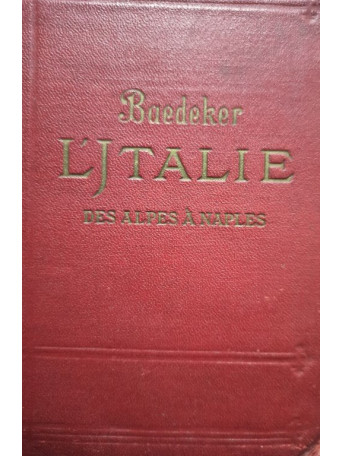 Baedeker
L'JTALIE
DES ALPES À NAPLES